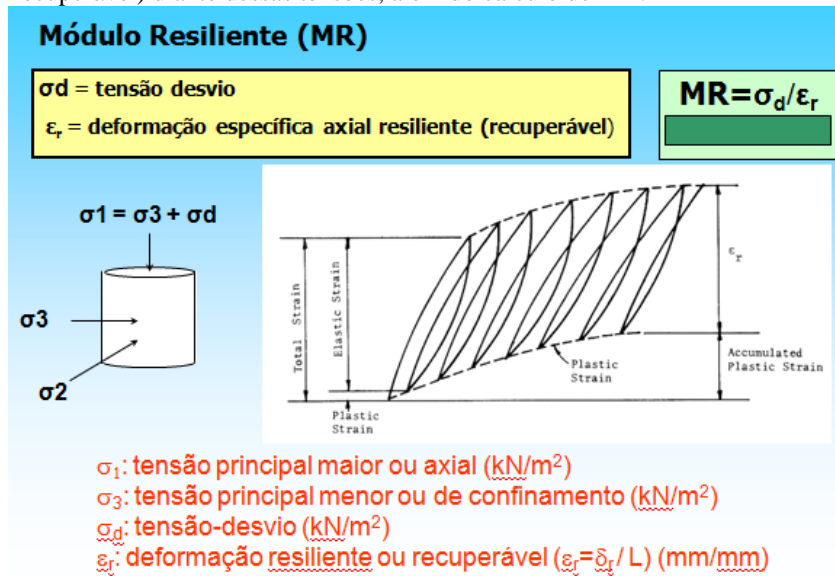 Módulo Resiliente (MR)
σd = tensão desvio
εr = deformação específica axial resiliente (recuperável)
MR=σd/εr
σ1 = σ3 + σd
σ3
σ2
Total Strain
Elastic Strain
Plastic
Strain
Plastic
Strain
εr
Accumulated
Plastic Strain
σ1: tensão principal maior ou axial (kN/m²)
σ3: tensão principal menor ou de confinamento (kN/m²)
σd: tensão-desvio (kN/m²)
εr: deformação resiliente ou recuperável (εr=δr/ L) (mm/mm)